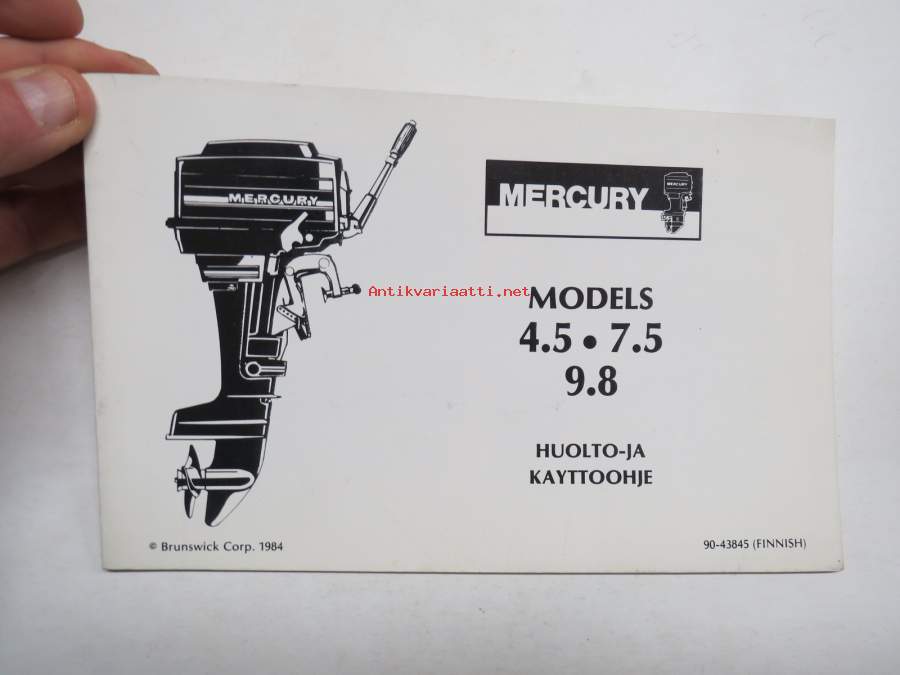 MERCURY
MERCURY
MERCURY
Antikvariaatti.net
MODELS
4.5 • 7.5
9.8
HUOLTO-JA
KAYTTOOHJE
© Brunswick Corp. 1984
90-43845 (FINNISH)